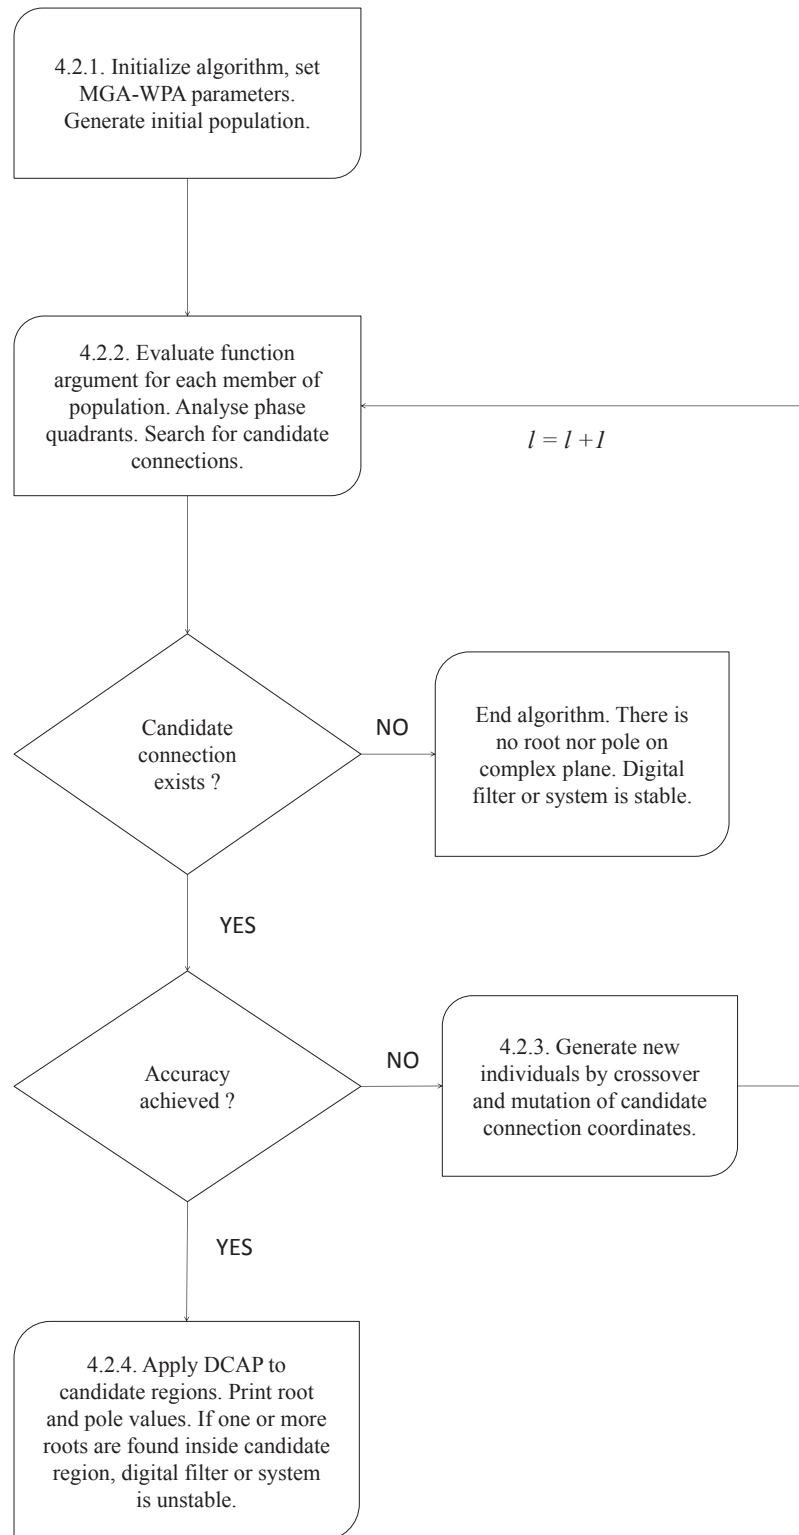 4.2.1. Initialize algorithm, set
MGA-WPA parameters.
Generate initial population.
4.2.2. Evaluate function
argument for each member of
population. Analyse phase
quadrants. Search for candidate
connections.
l = l +1
Candidate
connection
exists ?
NO
End algorithm. There is
no root nor pole on
complex plane. Digital
filter or system is stable.
YES
Accuracy
achieved ?
NO
4.2.3. Generate new
individuals by crossover
and mutation of candidate
connection coordinates.
YES
4.2.4. Apply DCAP to
candidate regions. Print root
and pole values. If one or more
roots are found inside candidate
region, digital filter or system
is unstable.